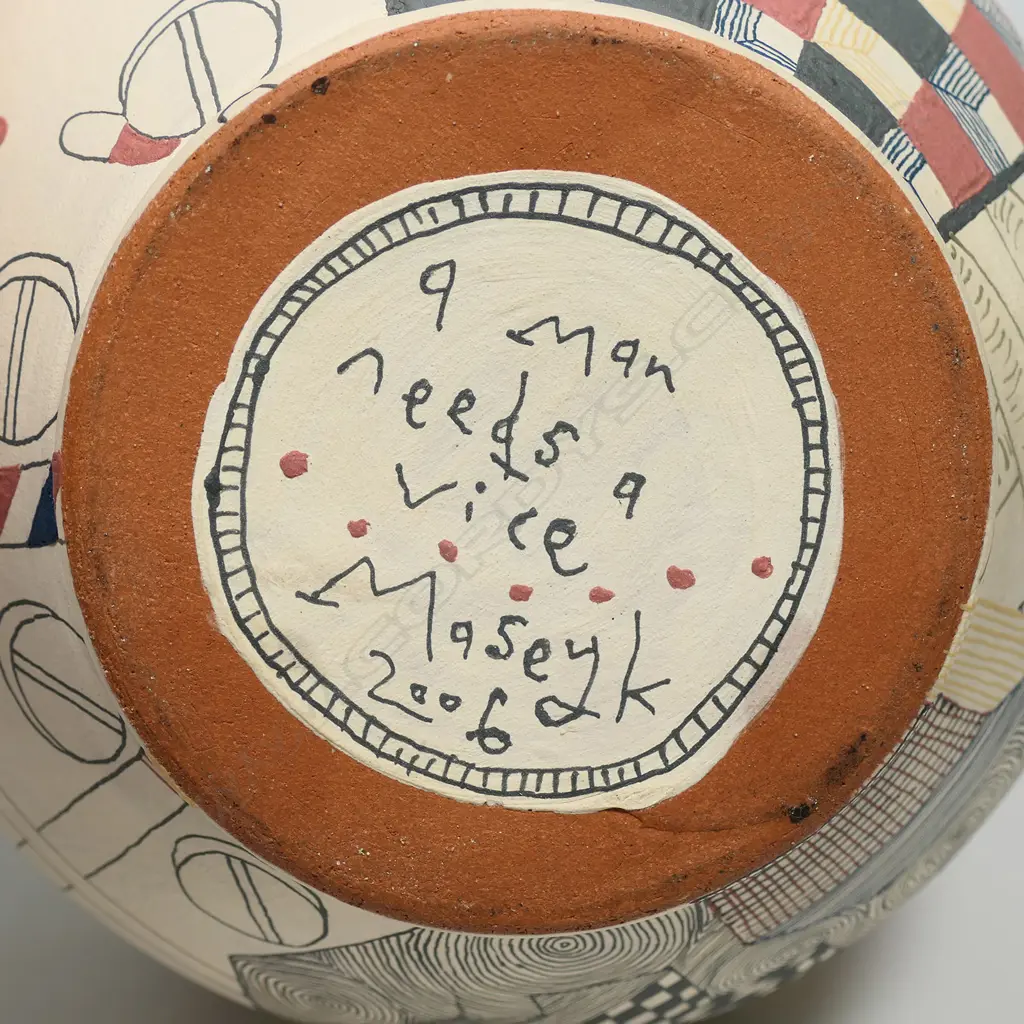 a Man
needs
a
Vice
Maseyk
2006